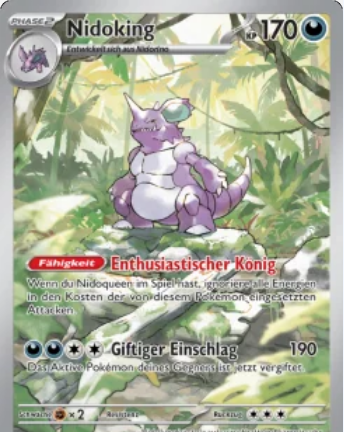 PHASE 2
Nidoking
KP 170
Entwickelt sich aus Nidorino
Fähigkeit Enthusiastischer König
Wenn du Nidoqueen im Spiel hast, ignoriere alle Energien
in den Kosten der von diesem Pokémon eingesetzten
Attacken.
Giftiger Einschlag 190
Das Aktive Pokémon deines Gegners ist jetzt vergiftet.
Schwäche x2 Resistenz Rückzug